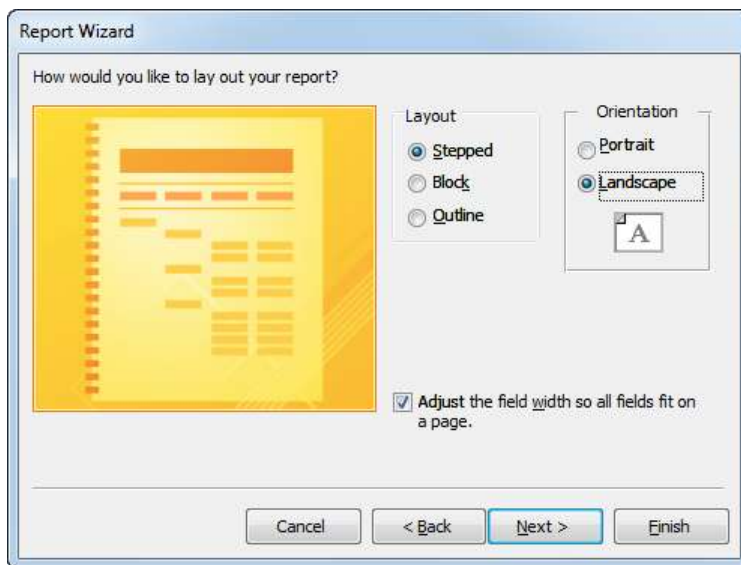 Report Wizard
How would you like to lay out your report?
Layout
Stepped
Block
Outline
Orientation
Portrait
Landscape
A
Adjust the field width so all fields fit on
a page.
Cancel
< Back
Next >
Finish